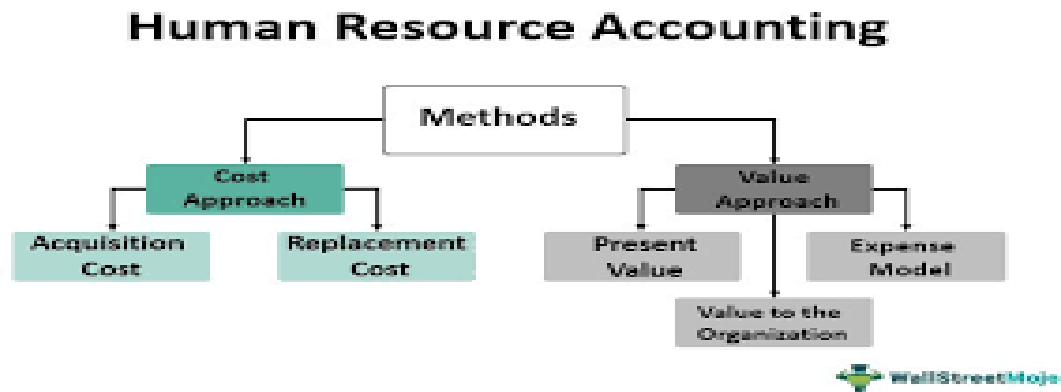 Human Resource Accounting
Methods
Cost
Approach
Value
Approach
Acquisition
Cost
Replacement
Cost
Present
Value
Expense
Model
Value to the
Organization
WallStreetMojo